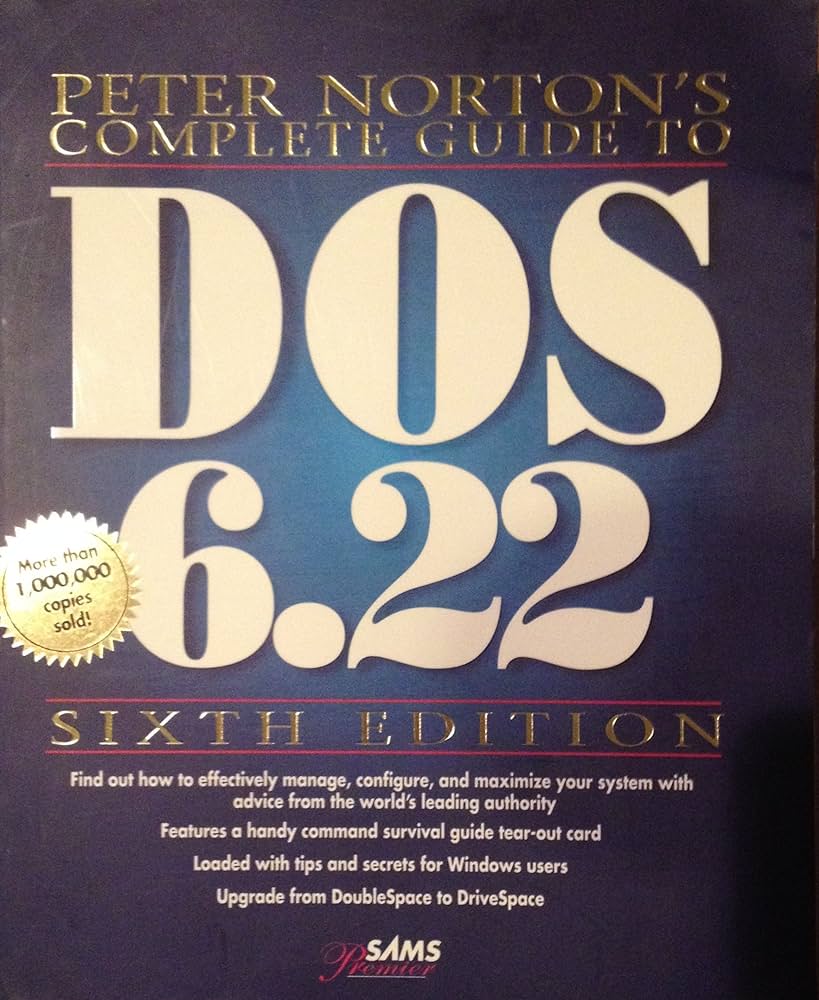 PETER NORTON'S
COMPLETE GUIDE TO
DOS
6.22
More than
1,000,000
copies
sold!
SIXTH EDITION
Find out how to effectively manage, configure, and maximize your system with
advice from the world's leading authority
Features a handy command survival guide tear-out card
Loaded with tips and secrets for Windows users
Upgrade from DoubleSpace to DriveSpace
SAMS
Premier